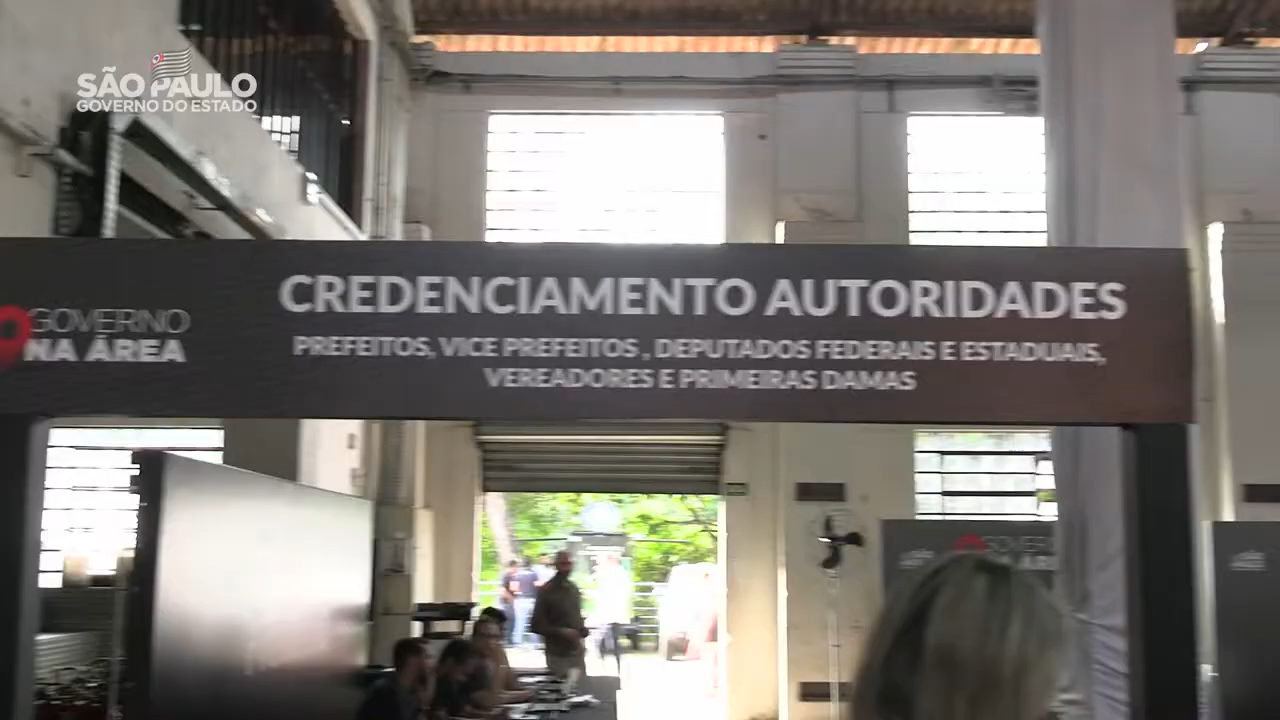 SÃO PAULO
GOVERNO DO ESTADO
GOVERNO
NA ÁREA
CREDENCIAMENTO AUTORIDADES
PREFEITOS, VICE PREFEITOS , DEPUTADOS FEDERAIS E ESTADUAIS,
VEREADORES E PRIMEIRAS DAMAS